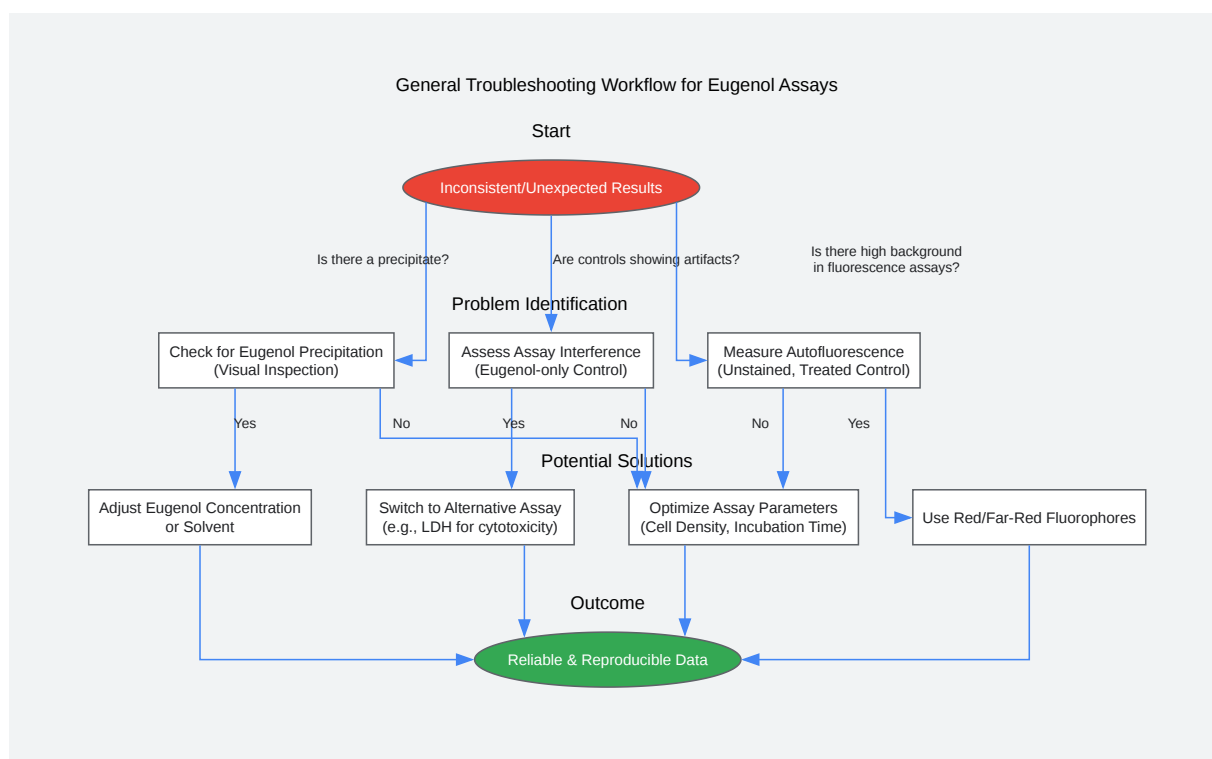 General Troubleshooting Workflow for Eugenol Assays
Start
Inconsistent/Unexpected Results
Is there a precipitate?
Are controls showing artifacts?
Is there high background
in fluorescence assays?
Problem Identification
Check for Eugenol Precipitation
(Visual Inspection)
Assess Assay Interference
(Eugenol-only Control)
Measure Autofluorescence
(Unstained, Treated Control)
Yes
No
Yes
No
No
Yes
Potential Solutions
Adjust Eugenol Concentration
or Solvent
Switch to Alternative Assay
(e.g., LDH for cytotoxicity)
Optimize Assay Parameters
(Cell Density, Incubation Time)
Use Red/Far-Red Fluorophores
Outcome
Reliable & Reproducible Data